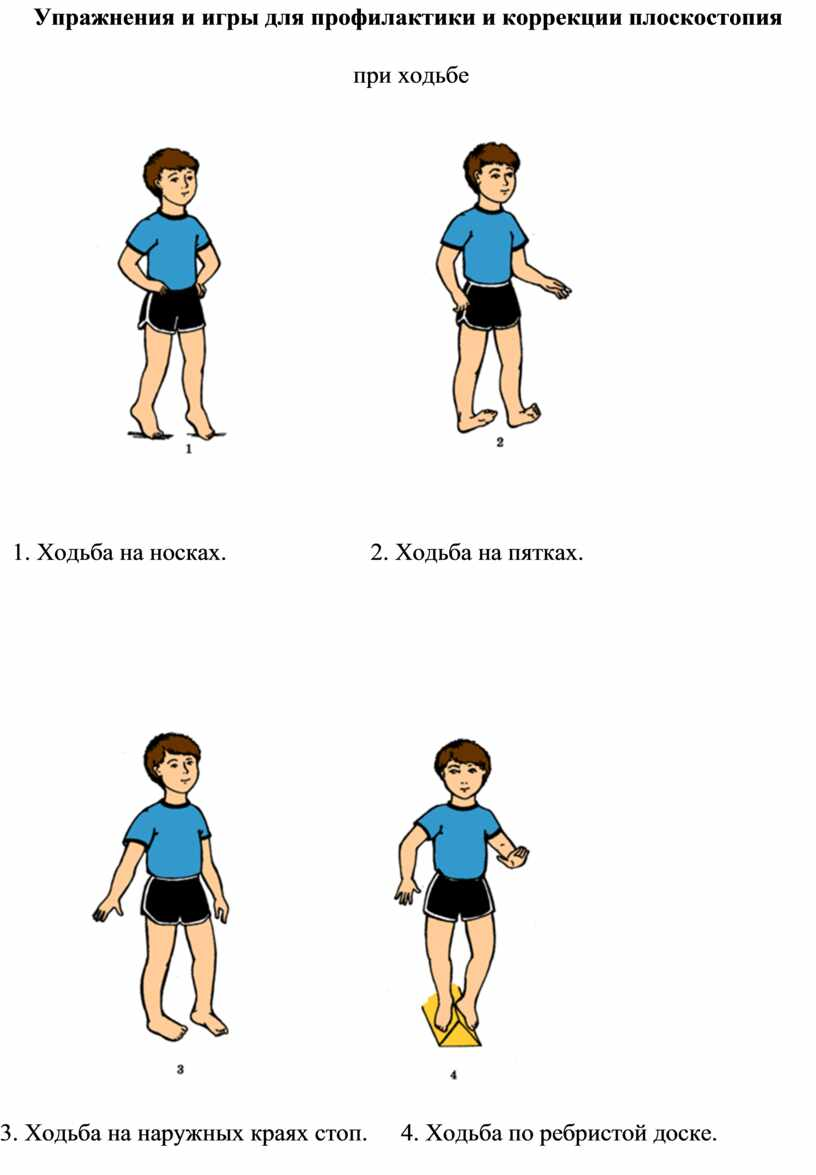 Упражнения и игры для профилактики и коррекции плоскостопия
при ходьбе
1
2
1. Ходьба на носках. 2. Ходьба на пятках.
3
4
3. Ходьба на наружных краях стоп. 4. Ходьба по ребристой доске.